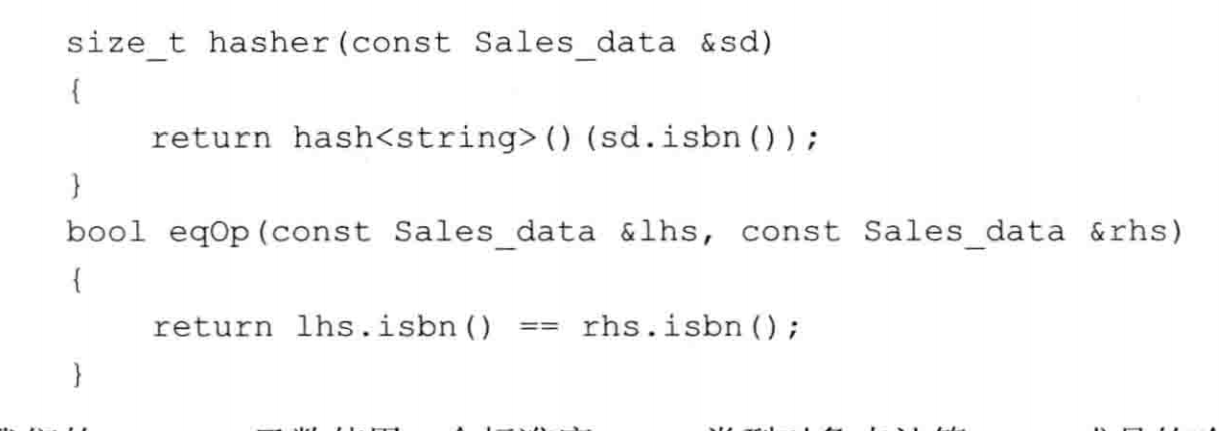 size_t hasher(const Sales_data &sd)
{
return hash<string>()(sd.isbn());
}
bool eqOp(const Sales_data &lhs, const Sales_data &rhs)
{
return lhs.isbn() == rhs.isbn();
}